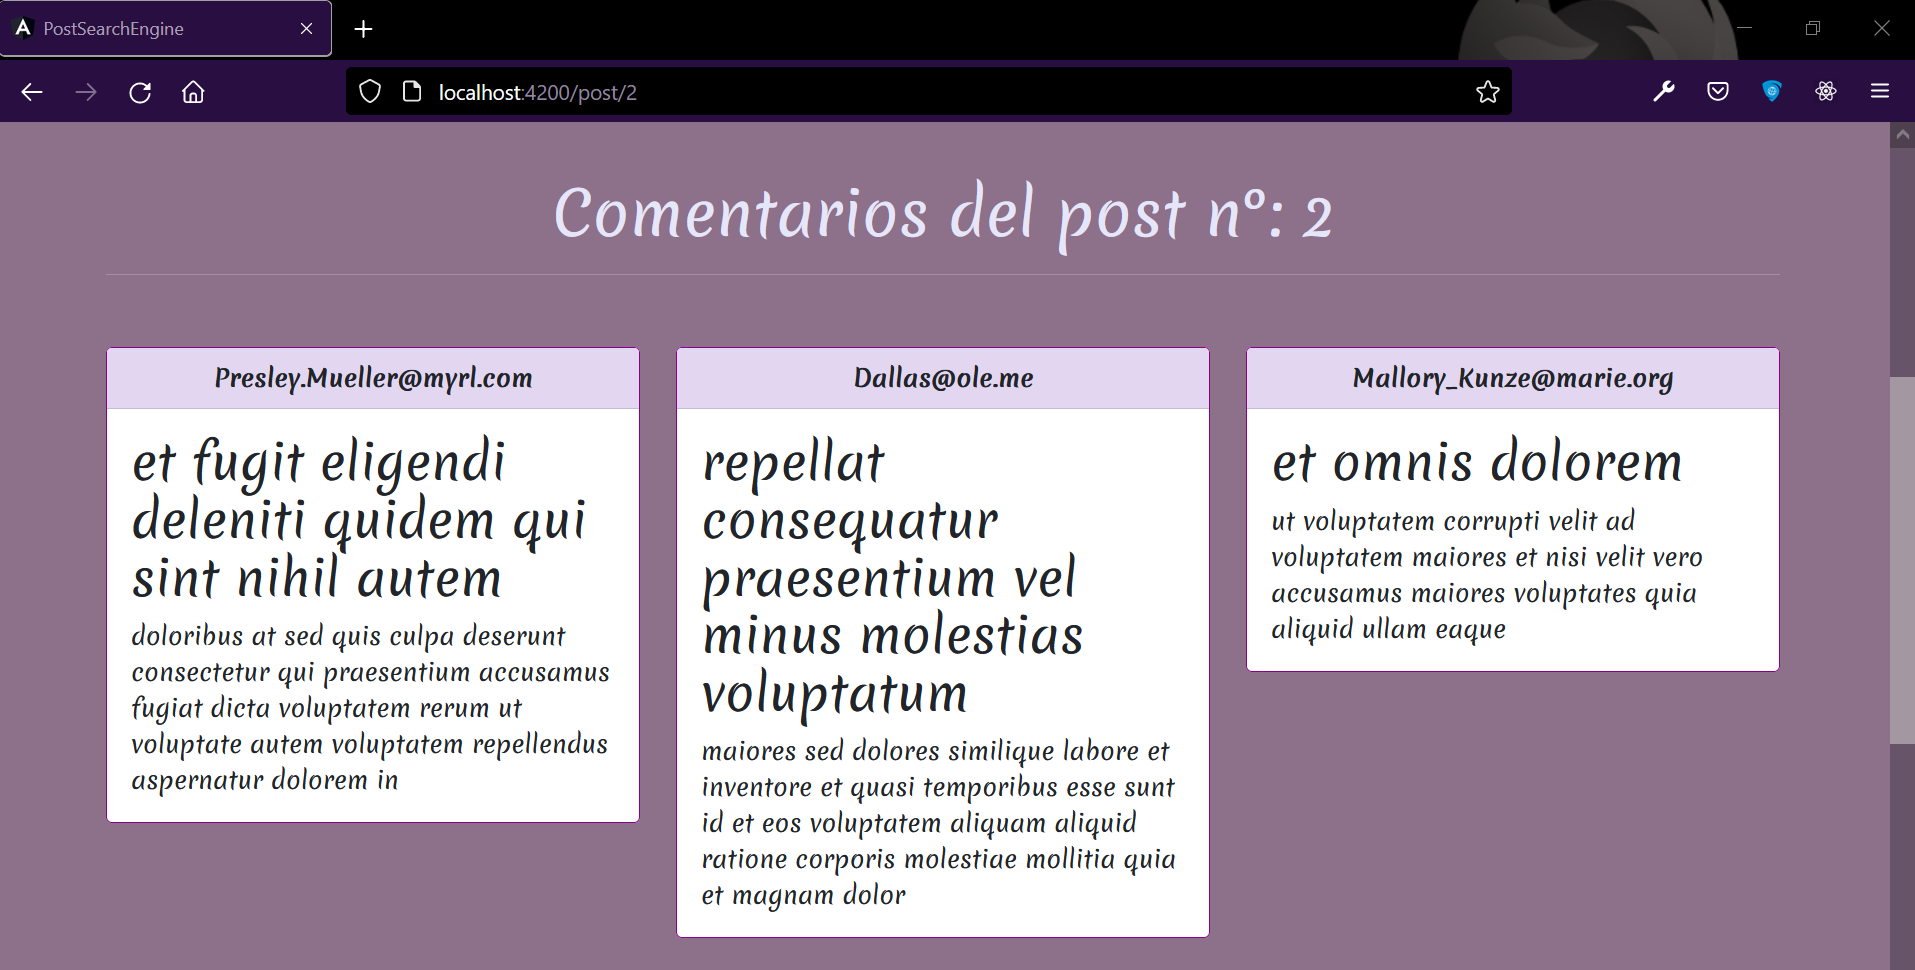 PostSearchEngine
localhost:4200/post/2
Comentarios del post nº: 2
Presley.Mueller@myrl.com
et fugit eligendi
deleniti quidem qui
sint nihil autem
doloribus at sed quis culpa deserunt
consectetur qui praesentium accusamus
fugiat dicta voluptatem rerum ut
voluptate autem voluptatem repellendus
aspernatur dolorem in
Dallas@ole.me
repellat
consequatur
praesentium vel
minus molestias
voluptatum
maiores sed dolores similique labore et
inventore et quasi temporibus esse sunt
id et eos voluptatem aliquam aliquid
ratione corporis molestiae mollitia quia
et magnam dolor
Mallory_Kunze@marie.org
et omnis dolorem
ut voluptatem corrupti velit ad
voluptatem maiores et nisi velit vero
accusamus maiores voluptates quia
aliquid ullam eaque